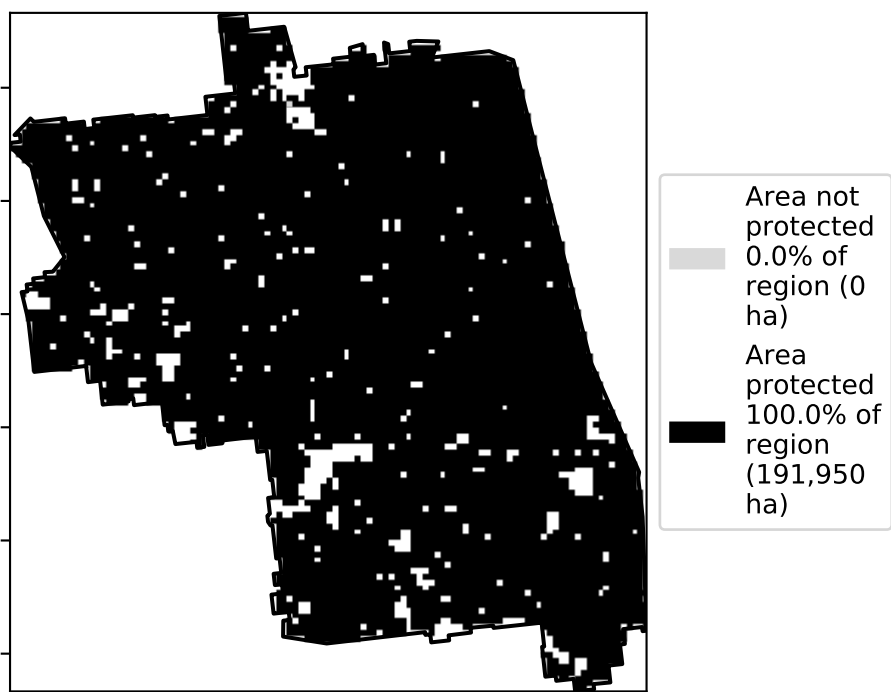 Area not
protected
0.0% of
region (0
ha)
Area
protected
100.0% of
region
(191,950
ha)